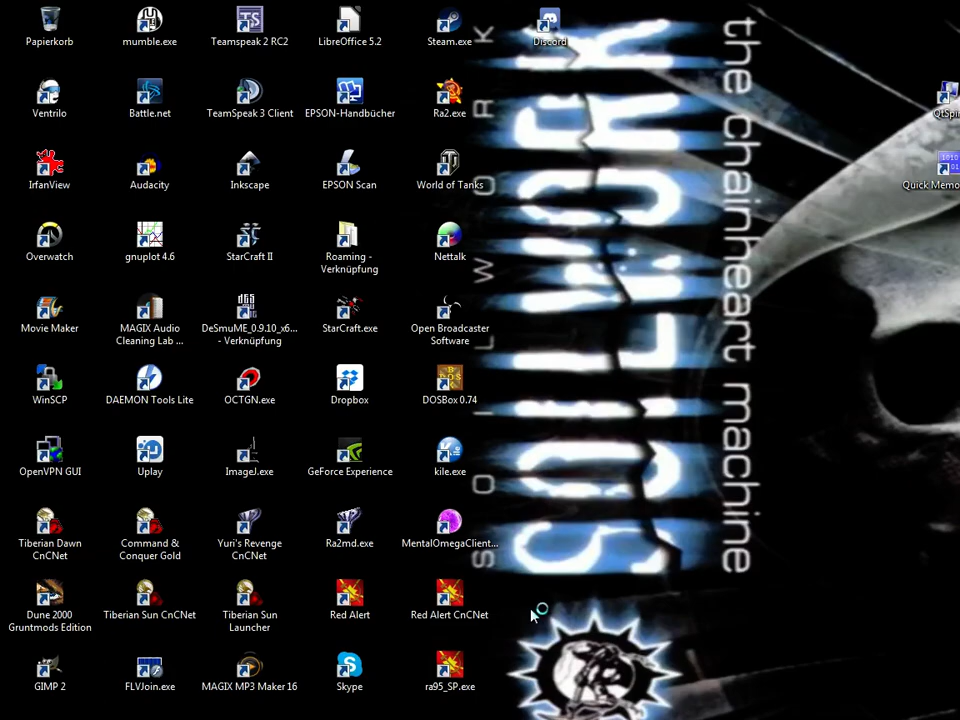 Papierkorb
mumble.exe
Teamspeak 2 RC2
LibreOffice 5.2
Steam.exe
Discord
Ventrilo
Battle.net
TeamSpeak 3 Client
EPSON-Handbücher
Ra2.exe
IrfanView
Audacity
Inkscape
EPSON Scan
World of Tanks
Quick Memo
Overwatch
gnuplot 4.6
StarCraft II
Roaming -
Verknüpfung
Nettalk
Movie Maker
MAGIX Audio
Cleaning Lab ...
DeSmuME_0.9.10_x6...
- Verknüpfung
StarCraft.exe
Open Broadcaster
Software
WinSCP
DAEMON Tools Lite
OCTGN.exe
Dropbox
DOSBox 0.74
OpenVPN GUI
Uplay
ImageJ.exe
GeForce Experience
kile.exe
Tiberian Dawn
CnCNet
Command &
Conquer Gold
Yuri's Revenge
CnCNet
Ra2md.exe
MentalOmegaClient...
Dune 2000
Gruntmods Edition
Tiberian Sun CnCNet
Tiberian Sun
Launcher
Red Alert
Red Alert CnCNet
GIMP 2
FLVJoin.exe
MAGIX MP3 Maker 16
Skype
ra95_SP.exe
SOILWORK
the chainheart machine